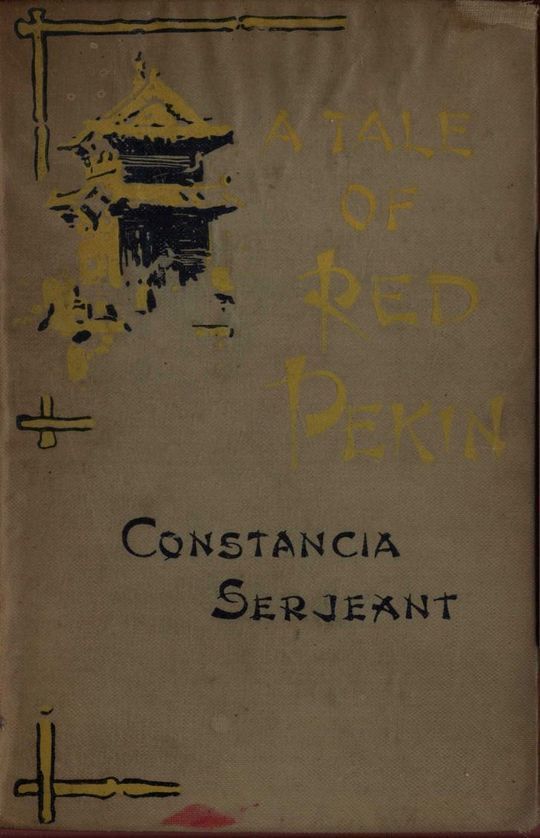 A TALE
OF
RED
PEKIN
CONSTANCIA
SERJEANT